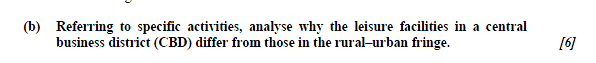 (b) Referring to specific activities, analyse why the leisure facilities in a central
business district (CBD) differ from those in the rural–urban fringe. [6]